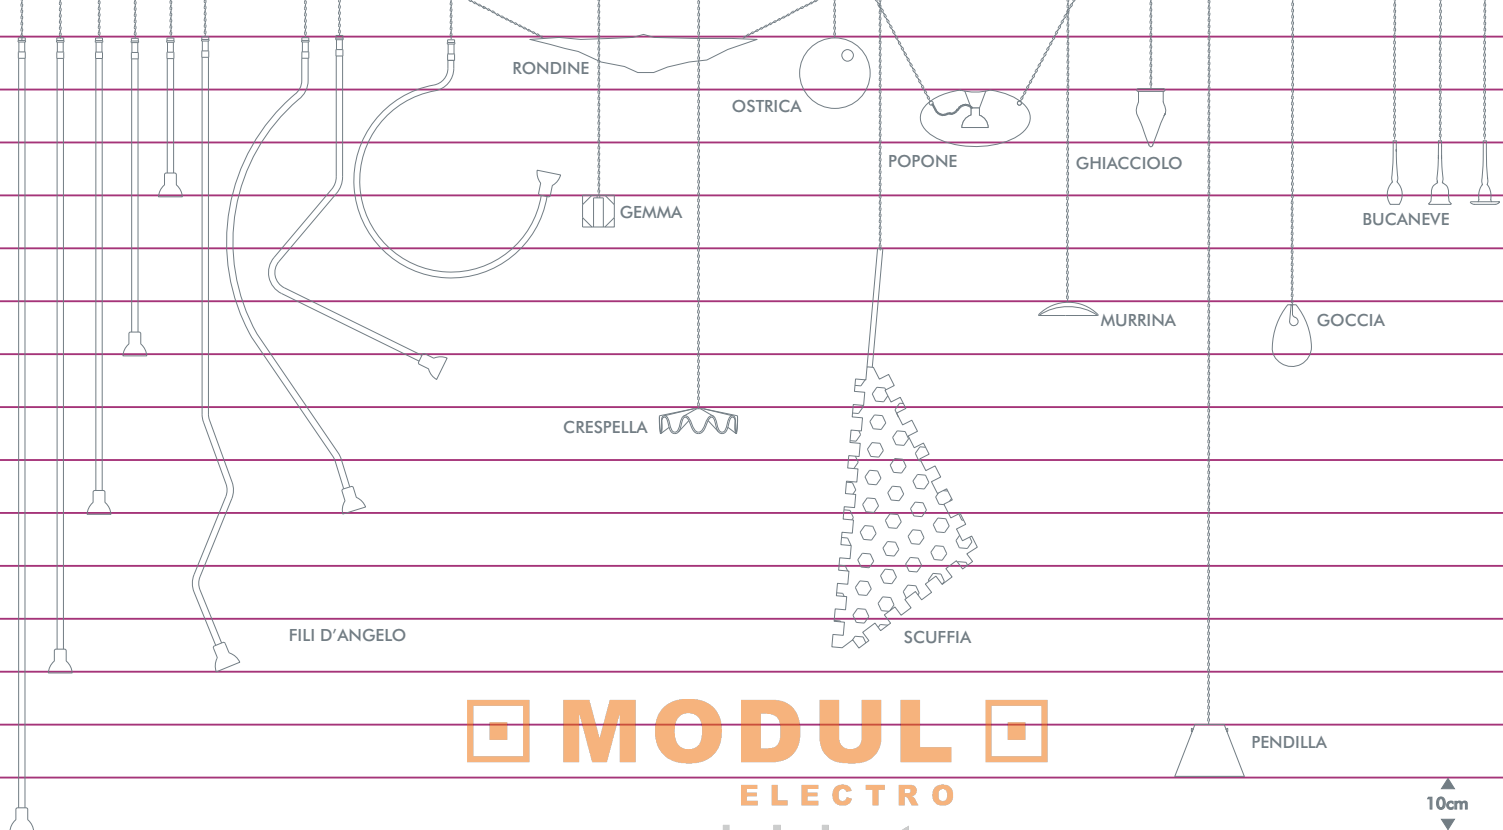 RONDINE
OSTRICA
POPONE
GHIACCIOLO
GEMMA
BUCANEVE
MURRINA
GOCCIA
CRESPELLA
FILI D’ANGELO
SCUFFIA
MODUL
PENDILLA
ELECTRO
10cm